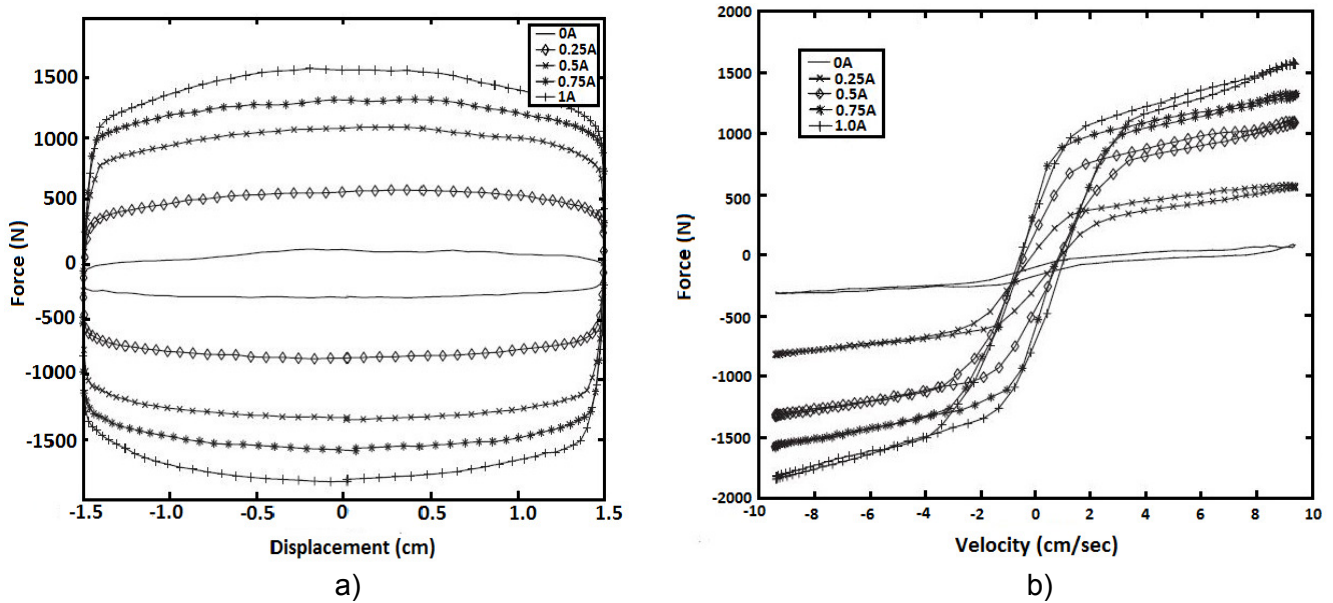 0A
0.25A
0.5A
0.75A
1A
1500
1000
500
0
-500
-1000
-1500
Force (N)
-1.5 -1.0 -0.5 0 0.5 1.0 1.5
Displacement (cm)
a)
2000
1500
1000
500
0
-500
-1000
-1500
-2000
Force (N)
0A
0.25A
0.5A
0.75A
1.0A
-10 -8 -6 -4 -2 0 2 4 6 8 10
Velocity (cm/sec)
b)